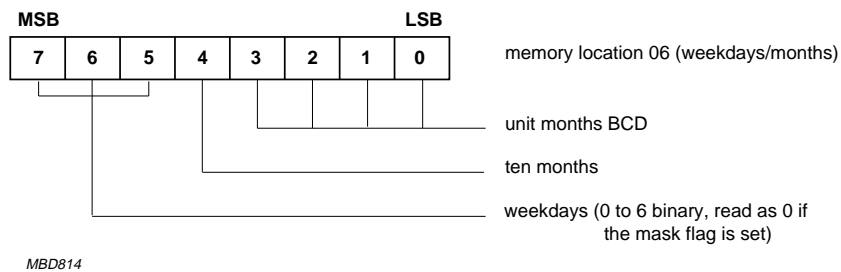 MSB LSB
7 6 5 4 3 2 1 0 memory location 06 (weekdays/months)
unit months BCD
ten months
weekdays (0 to 6 binary, read as 0 if
the mask flag is set)
MBD814